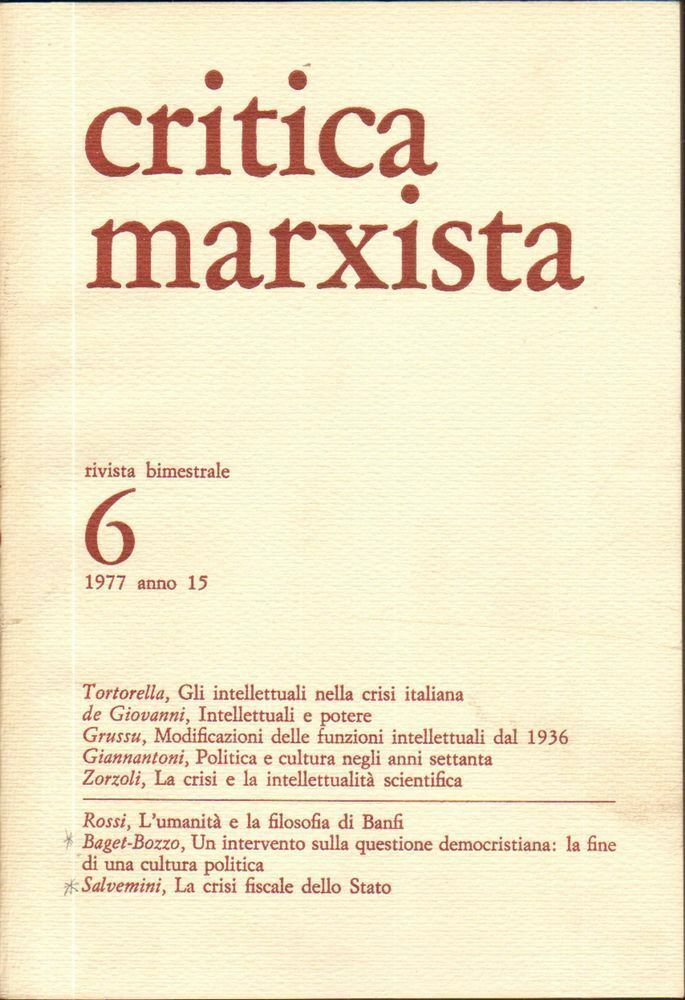 critica
marxista
rivista bimestrale
6
1977 anno 15
Tortorella, Gli intellettuali nella crisi italiana
de Giovanni, Intellettuali e potere
Grussu, Modificazioni delle funzioni intellettuali dal 1936
Giannantoni, Politica e cultura negli anni settanta
Zorzoli, La crisi e la intellettualità scientifica
Rossi, L'umanità e la filosofia di Banfi
* Baget-Bozzo, Un intervento sulla questione democristiana: la fine
di una cultura politica
* Salvemini, La crisi fiscale dello Stato